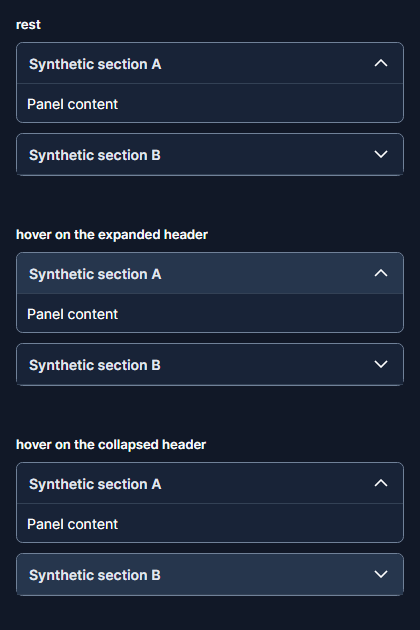 rest
Synthetic section A
Panel content
Synthetic section B
hover on the expanded header
Synthetic section A
Panel content
Synthetic section B
hover on the collapsed header
Synthetic section A
Panel content
Synthetic section B